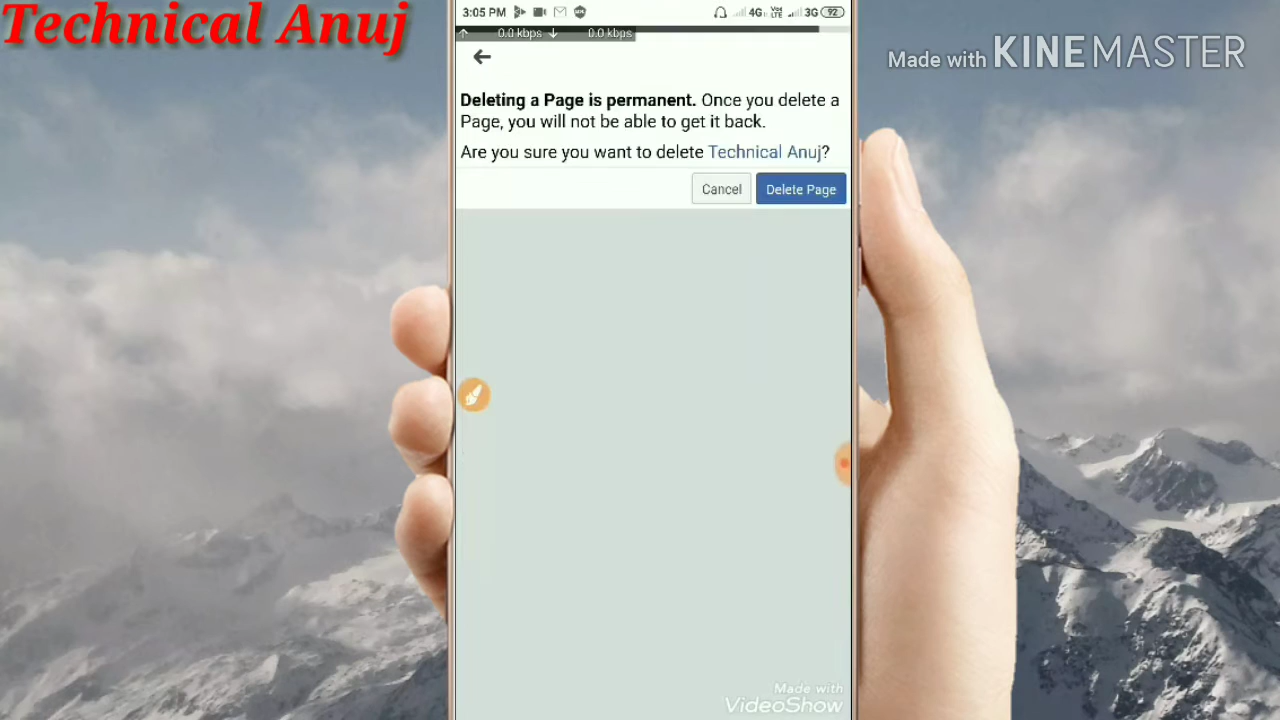 Technical Anuj
Made with KINEMASTER
3:05 PM 4G VoLTE 3G 92
0.0 kbps 0.0 kbps
Deleting a Page is permanent. Once you delete a
Page, you will not be able to get it back.
Are you sure you want to delete Technical Anuj?
Cancel Delete Page
Made with
VideoShow